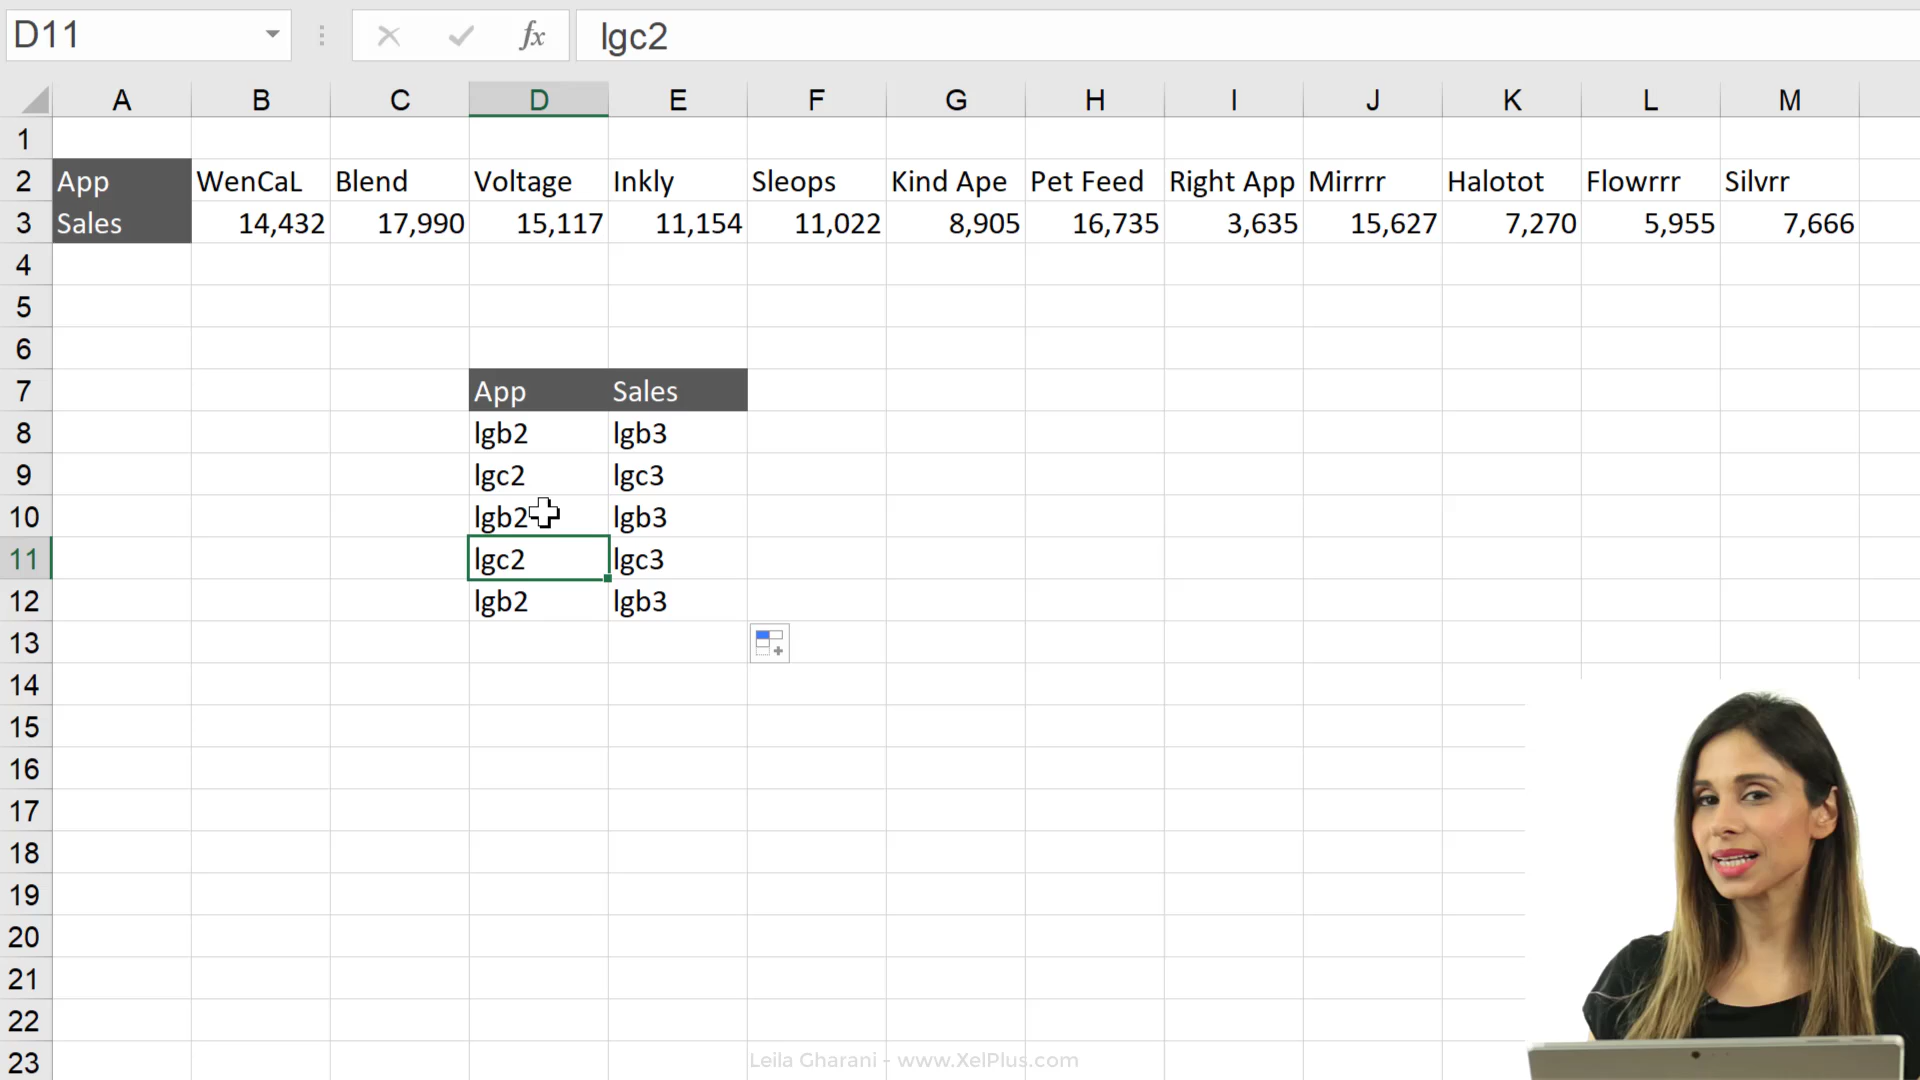 D11 fx lgc2
A B C D E F G H I J K L M
1
2 App WenCaL Blend Voltage Inkly Sleops Kind Ape Pet Feed Right App Mirrr Halotot Flowrrr Silvrr
3 Sales 14,432 17,990 15,117 11,154 11,022 8,905 16,735 3,635 15,627 7,270 5,955 7,666
4
5
6
7 App Sales
8 lgb2 lgb3
9 lgc2 lgc3
10 lgb2 lgb3
11 lgc2 lgc3
12 lgb2 lgb3
13
14
15
16
17
18
19
20
21
22
23
Leila Gharani - www.XelPlus.com